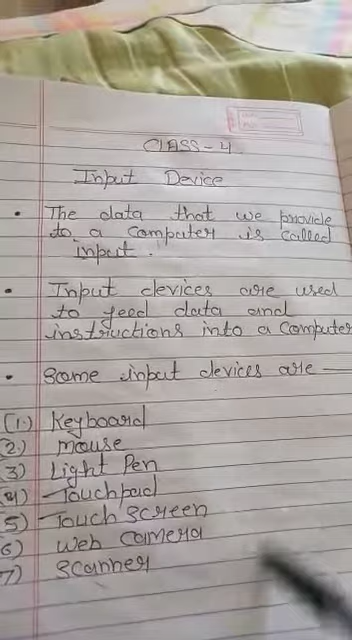 CLASS-4
Input Device
• The data that we provide
to a computer is called
input.
• Input devices are used
to feed data and
instructions into a computer
• Some input devices are —
(1.) Keyboard
(2) Mouse
(3) Light Pen
(4) Touchpad
5) Touch Screen
6) Web Camera
7) Scanner